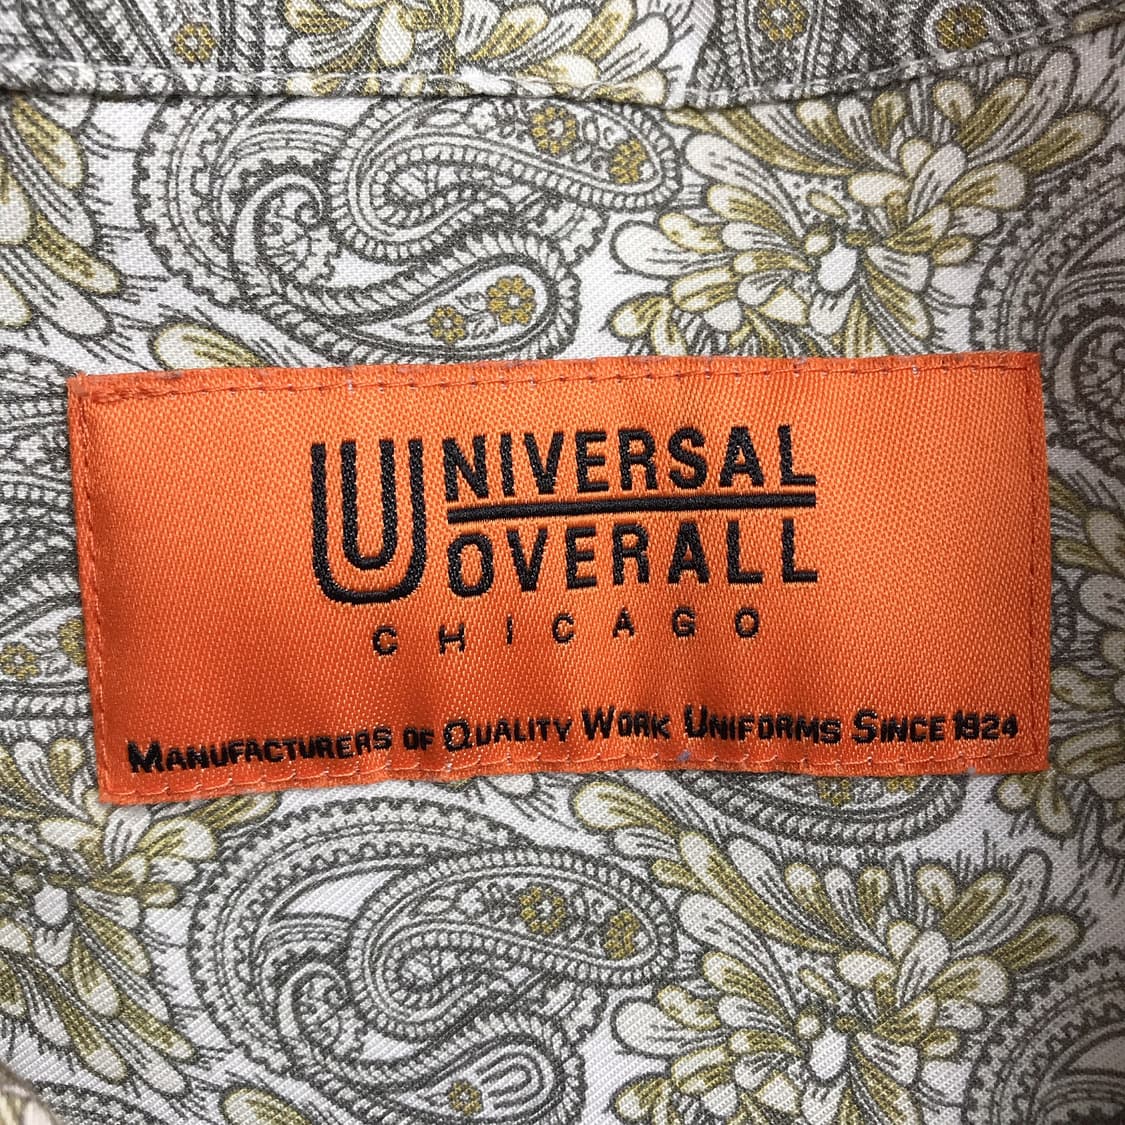 UNIVERSAL
OVERALL
CHICAGO
MANUFACTURERS OF QUALITY WORK UNIFORMS SINCE 1924